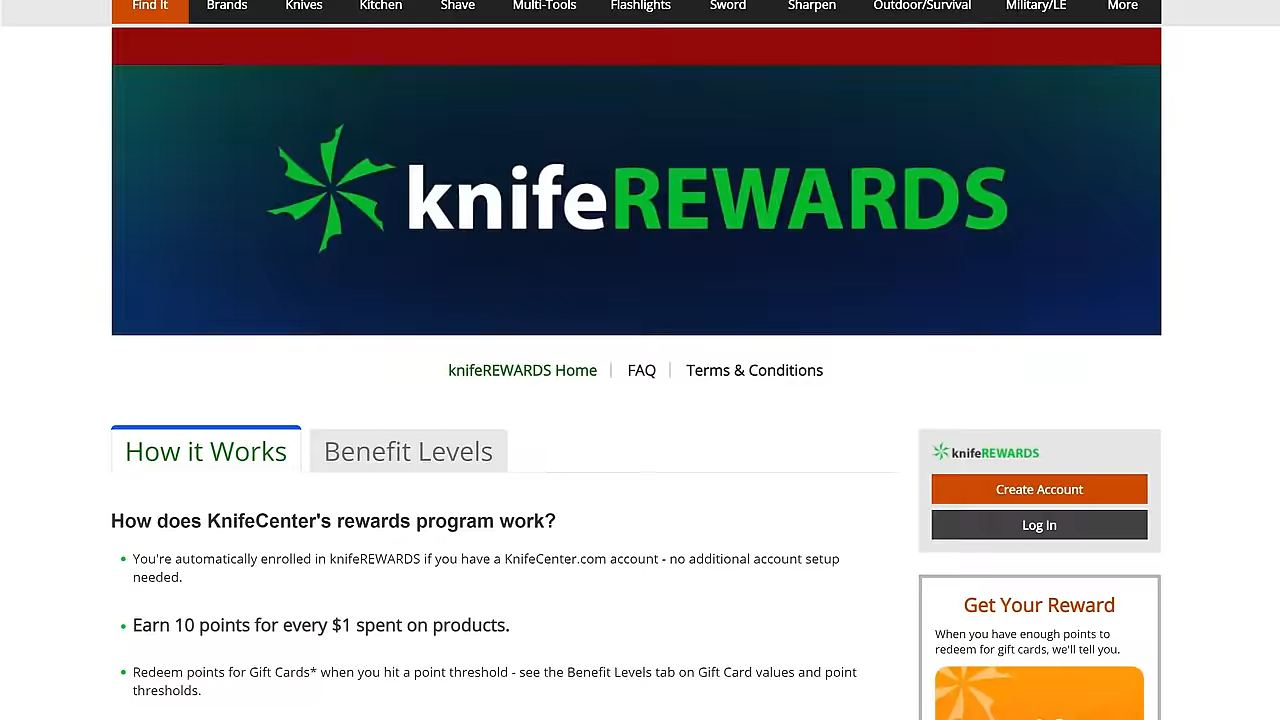 Find It Brands Knives Kitchen Shave Multi-Tools Flashlights Sword Sharpen Outdoor/Survival Military/LE More
knifeREWARDS
knifeREWARDS Home FAQ Terms & Conditions
How it Works Benefit Levels
How does KnifeCenter's rewards program work?
You're automatically enrolled in knifeREWARDS if you have a KnifeCenter.com account - no additional account setup
needed.
Earn 10 points for every $1 spent on products.
Redeem points for Gift Cards* when you hit a point threshold - see the Benefit Levels tab on Gift Card values and point
thresholds.
knifeREWARDS
Create Account
Log In
Get Your Reward
When you have enough points to
redeem for gift cards, we'll tell you.